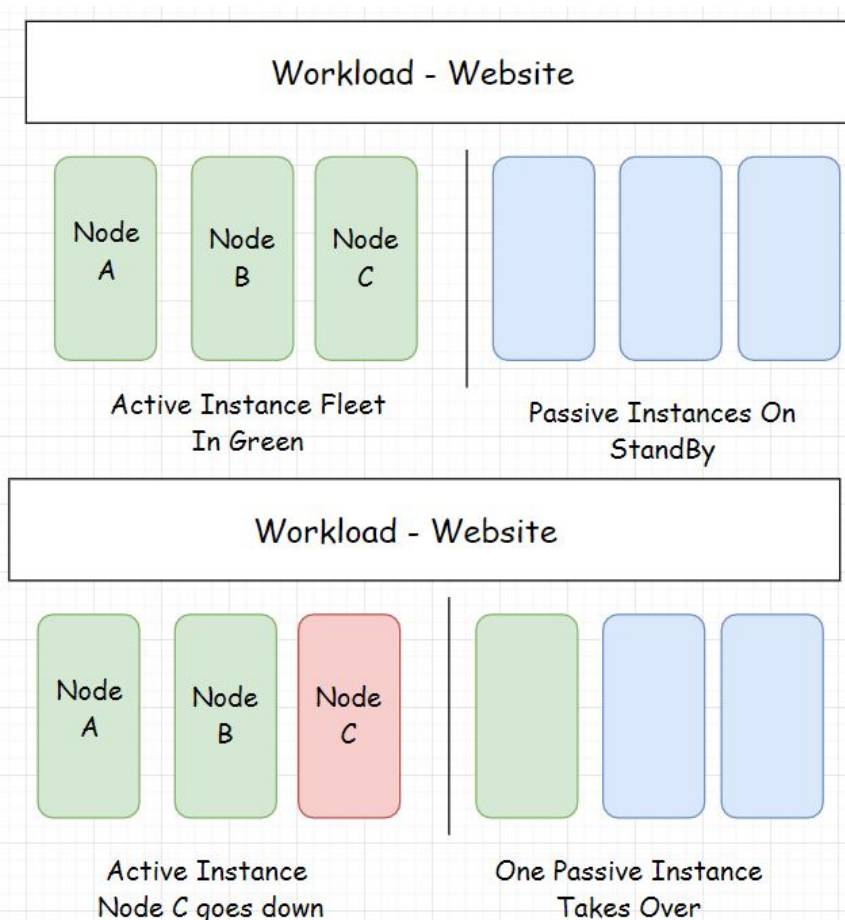 Workload - Website
Node
A
Node
B
Node
C
Active Instance Fleet
In Green
Passive Instances On
StandBy
Workload - Website
Node
A
Node
B
Node
C
Active Instance
Node C goes down
One Passive Instance
Takes Over